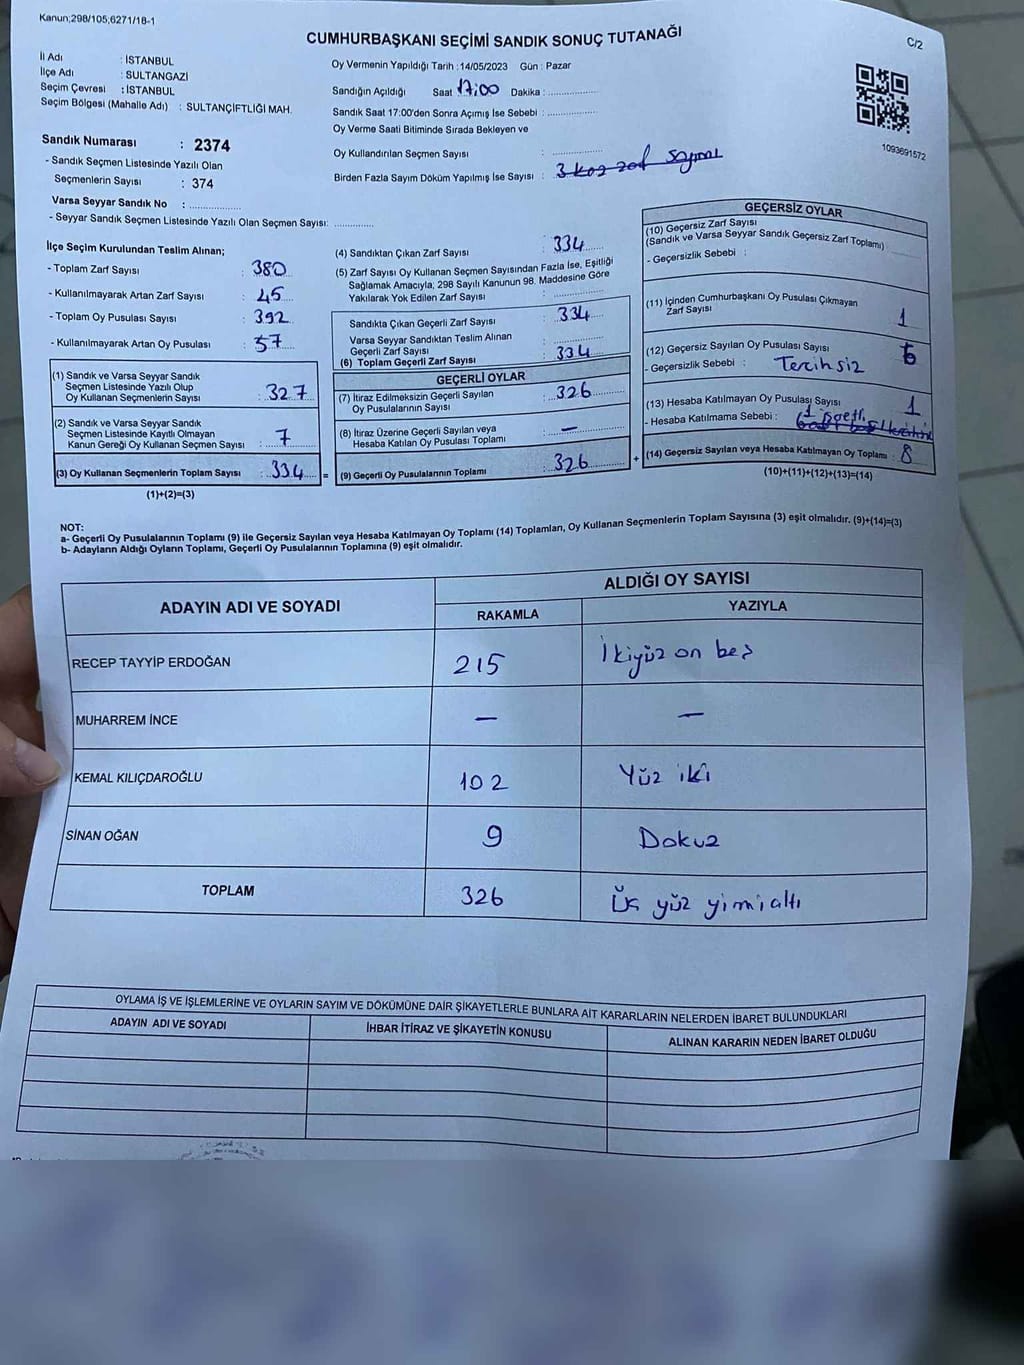 Kanun;298/105;6271/18-1
CUMHURBAŞKANI SEÇİMİ SANDIK SONUÇ TUTANAĞI
C/2
İl Adı : İSTANBUL
İlçe Adı : SULTANGAZİ
Seçim Çevresi : İSTANBUL
Seçim Bölgesi (Mahalle Adı) : SULTANÇİFTLİĞİ MAH.
Sandık Numarası : 2374
- Sandık Seçmen Listesinde Yazılı Olan
Seçmenlerin Sayısı : 374
Varsa Seyyar Sandık No : ..................
- Seyyar Sandık Seçmen Listesinde Yazılı Olan Seçmen Sayısı: ..............
Oy Vermenin Yapıldığı Tarih :14/05/2023 Gün : Pazar
Sandığın Açıldığı Saat 17:00 Dakika : ..................
Sandık Saat 17:00'den Sonra Açımış İse Sebebi : ..................
Oy Verme Saati Bitiminde Sırada Bekleyen ve
Oy Kullandırılan Seçmen Sayısı : ..................
Birden Fazla Sayım Döküm Yapılmış İse Sayısı : 3 kez zarf sayımı
1093691572
İlçe Seçim Kurulundan Teslim Alınan;
- Toplam Zarf Sayısı : 380
- Kullanılmayarak Artan Zarf Sayısı : 45
- Toplam Oy Pusulası Sayısı : 392
- Kullanılmayarak Artan Oy Pusulası : 57
(1) Sandık ve Varsa Seyyar Sandık
Seçmen Listesinde Yazılı Olup
Oy Kullanan Seçmenlerin Sayısı : 327
(2) Sandık ve Varsa Seyyar Sandık
Seçmen Listesinde Kayıtlı Olmayan
Kanun Gereği Oy Kullanan Seçmen Sayısı : 7
(3) Oy Kullanan Seçmenlerin Toplam Sayısı : 334 =
(1)+(2)=(3)
(4) Sandıktan Çıkan Zarf Sayısı : 334
(5) Zarf Sayısı Oy Kullanan Seçmen Sayısından Fazla İse, Eşitliği
Sağlamak Amacıyla, 298 Sayılı Kanunun 98. Maddesine Göre
Yakılarak Yok Edilen Zarf Sayısı : ..................
Sandıkta Çıkan Geçerli Zarf Sayısı : 334
Varsa Seyyar Sandıktan Teslim Alınan
Geçerli Zarf Sayısı
(6) Toplam Geçerli Zarf Sayısı : 334
GEÇERLİ OYLAR
(7) İtiraz Edilmeksizin Geçerli Sayılan
Oy Pusulasının Sayısı : 326
(8) İtiraz Üzerine Geçerli Sayılan veya
Hesaba Katılan Oy Pusulası Toplamı : —
(9) Geçerli Oy Pusulalarının Toplamı : 326 +
GEÇERSİZ OYLAR
(10) Geçersiz Zarf Sayısı
(Sandık ve Varsa Seyyar Sandık Geçersiz Zarf Toplamı)
- Geçersizlik Sebebi :
(11) İçinden Cumhurbaşkanı Oy Pusulası Çıkmayan
Zarf Sayısı 1
(12) Geçersiz Sayılan Oy Pusulası Sayısı 6
- Geçersizlik Sebebi : Tercihsiz
(13) Hesaba Katılmayan Oy Pusulası Sayısı 1
- Hesaba Katılmama Sebebi :
(14) Geçersiz Sayılan veya Hesaba Katılmayan Oy Toplamı : 8
(10)+(11)+(12)+(13)=(14)
NOT:
a- Geçerli Oy Pusulalarının Toplamı (9) ile Geçersiz Sayılan veya Hesaba Katılmayan Oy Toplamı (14) Toplamları, Oy Kullanan Seçmenlerin Toplam Sayısına (3) eşit olmalıdır. (9)+(14)=(3)
b- Adayların Aldığı Oyların Toplamı, Geçerli Oy Pusulalarının Toplamına (9) eşit olmalıdır.
ADAYIN ADI VE SOYADI
ALDIĞI OY SAYISI
RAKAMLA YAZIYLA
RECEP TAYYİP ERDOĞAN 215 İkiyüz on beş
MUHARREM İNCE — —
KEMAL KILIÇDAROĞLU 102 Yüz iki
SİNAN OĞAN 9 Dokuz
TOPLAM 326 Üç yüz yimialtı
OYLAMA İŞ VE İŞLEMLERİNE VE OYLARIN SAYIM VE DÖKÜMÜNE DAİR ŞİKAYETLERLE BUNLARA AİT KARARLARIN NELERDEN İBARET BULUNDUKLARI
ADAYIN ADI VE SOYADI İHBAR İTİRAZ VE ŞİKAYETİN KONUSU ALINAN KARARIN NEDEN İBARET OLDUĞU